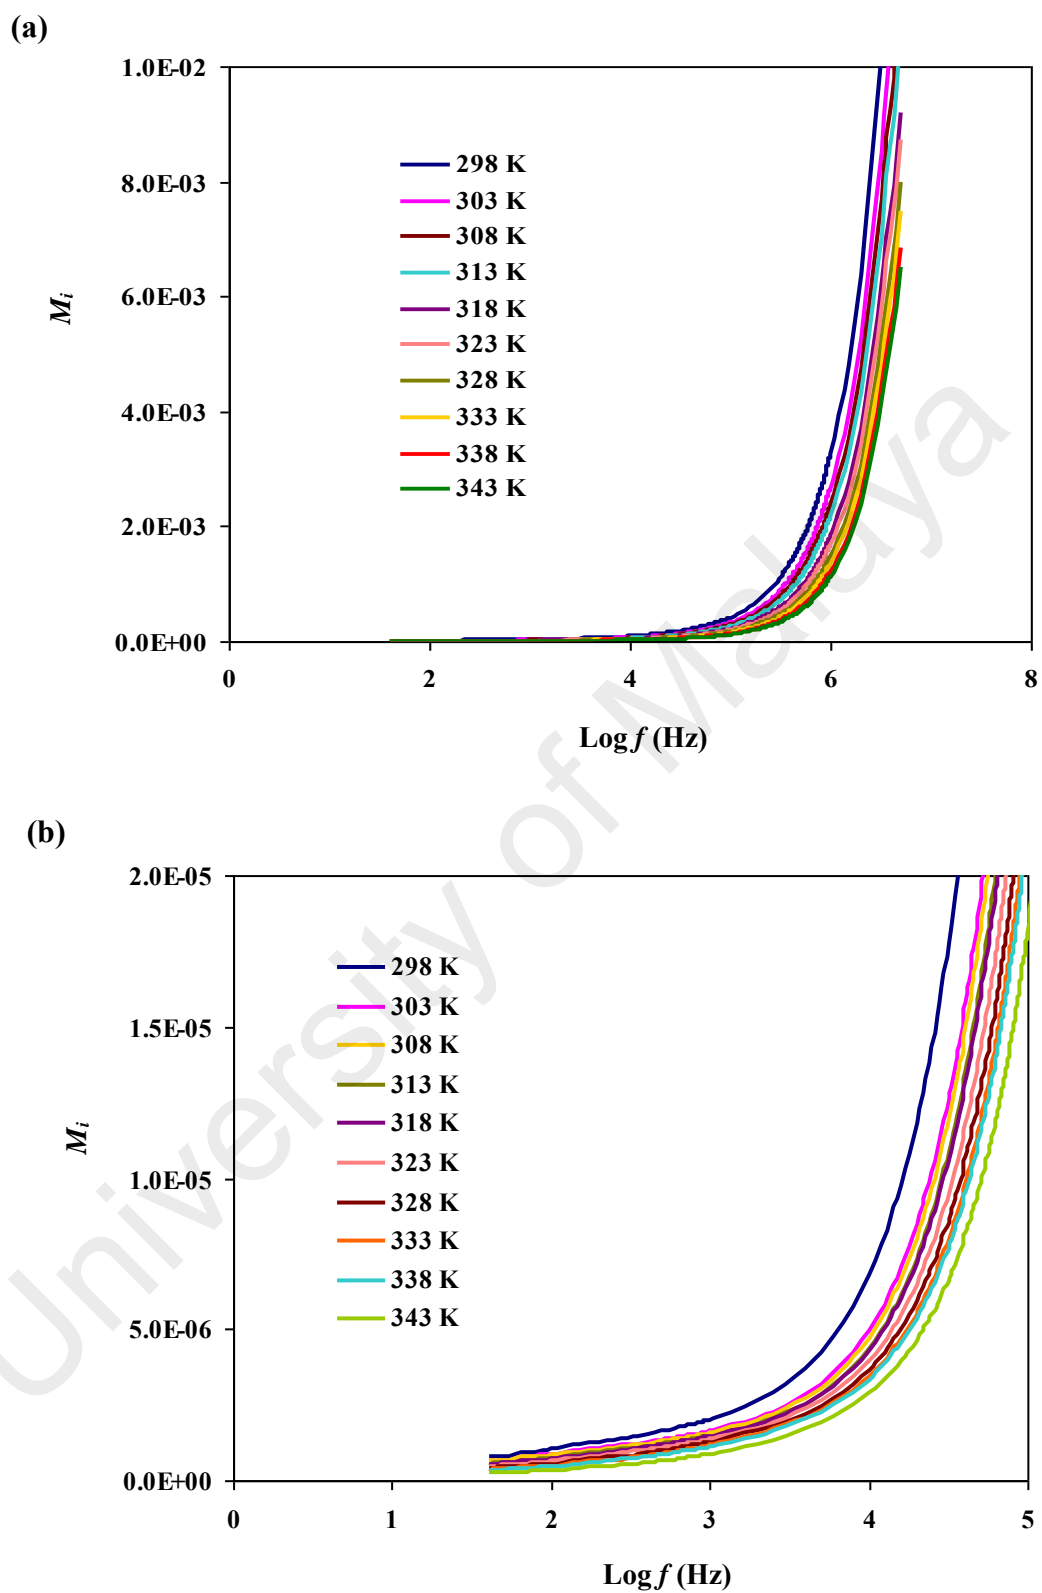 (a)
1.0E-02
8.0E-03
6.0E-03
4.0E-03
2.0E-03
0.0E+00
M_i
298 K
303 K
308 K
313 K
318 K
323 K
328 K
333 K
338 K
343 K
0 2 4 6 8
Log f (Hz)
(b)
2.0E-05
1.5E-05
1.0E-05
5.0E-06
0.0E+00
M_i
298 K
303 K
308 K
313 K
318 K
323 K
328 K
333 K
338 K
343 K
0 1 2 3 4 5
Log f (Hz)
University of Malaya